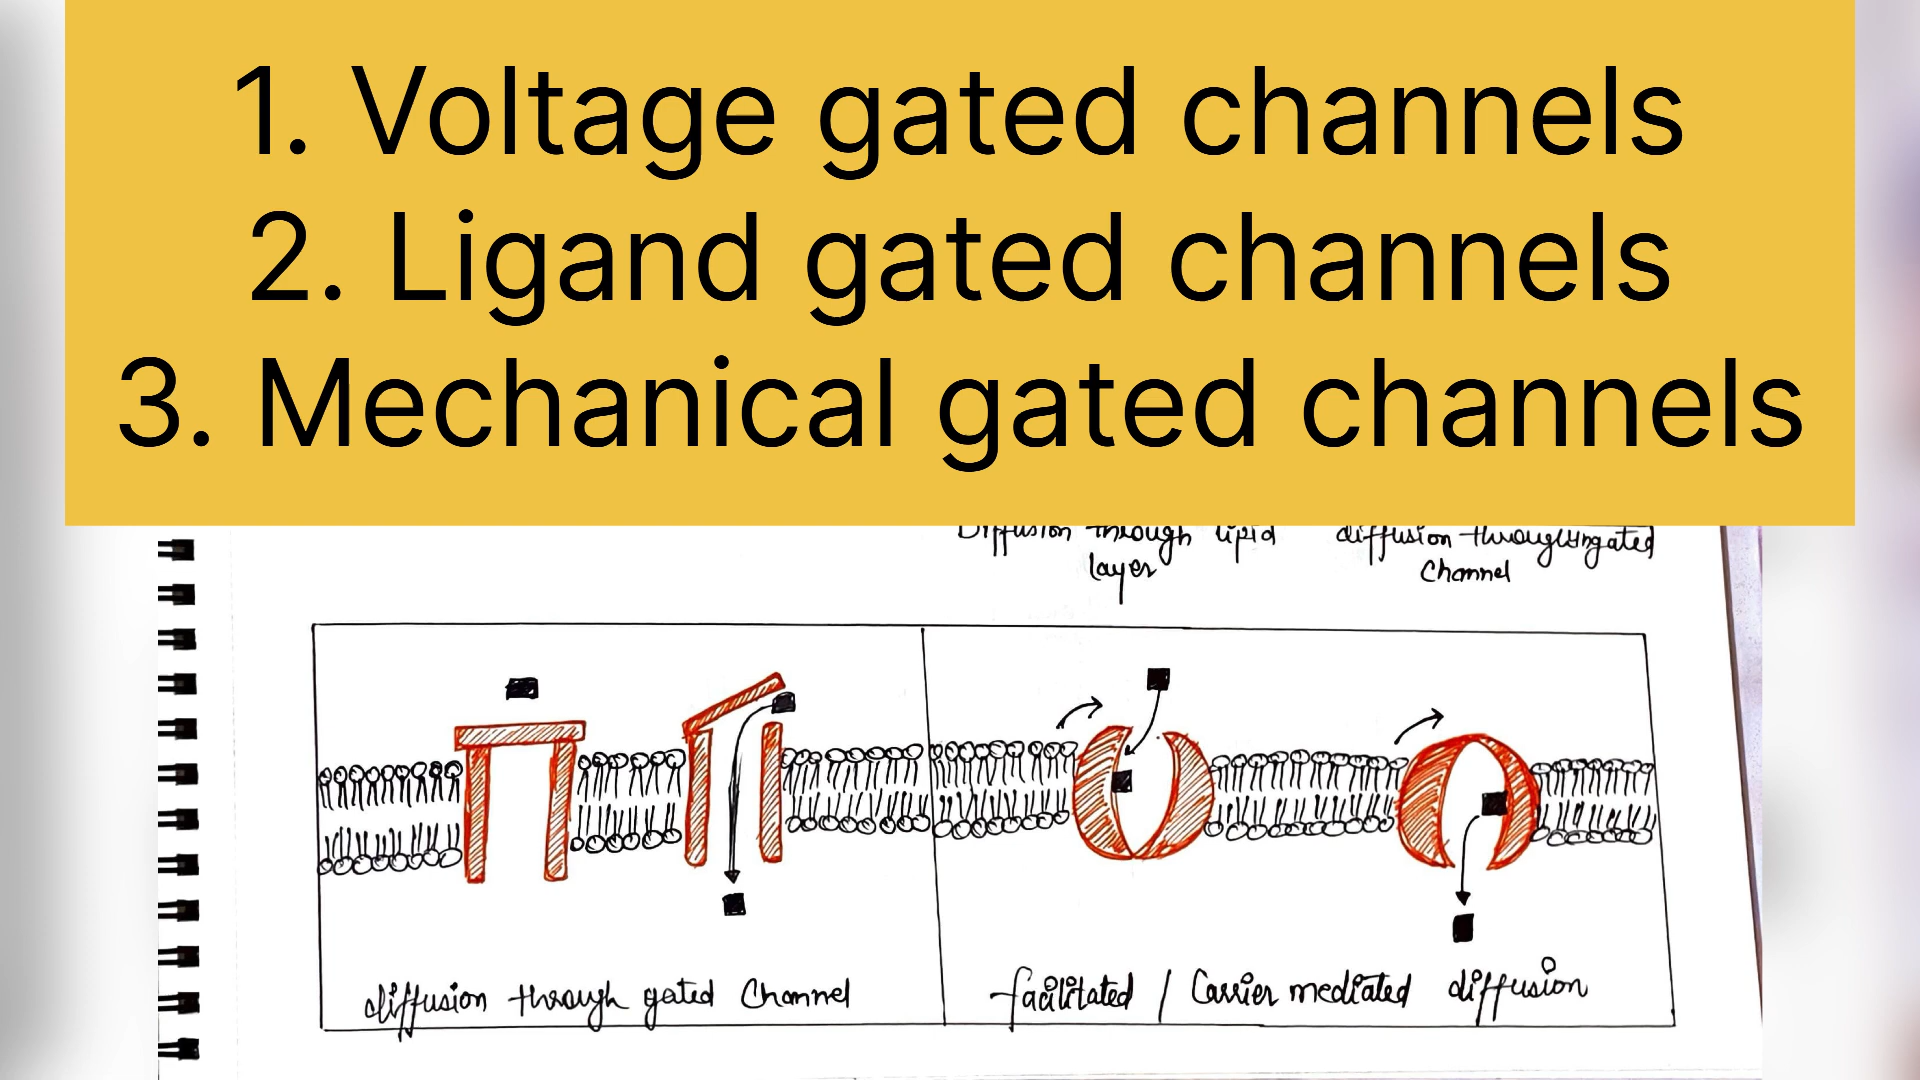 1. Voltage gated channels
2. Ligand gated channels
3. Mechanical gated channels
Diffusion through lipid
layer
diffusion through ungated
Channel
diffusion through gated Channel
facilitated / Carrier mediated diffusion